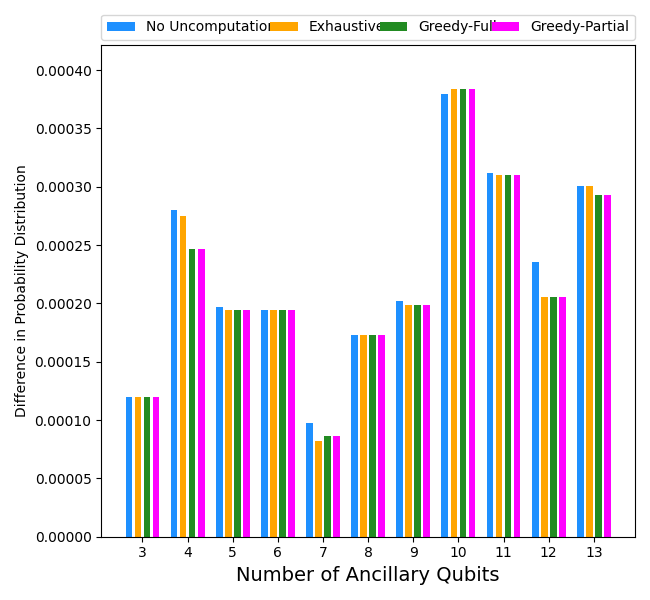 No Uncomputation Exhaustive Greedy-Full Greedy-Partial
0.00040
0.00035
0.00030
0.00025
0.00020
0.00015
0.00010
0.00005
0.00000
Difference in Probability Distribution
3 4 5 6 7 8 9 10 11 12 13
Number of Ancillary Qubits